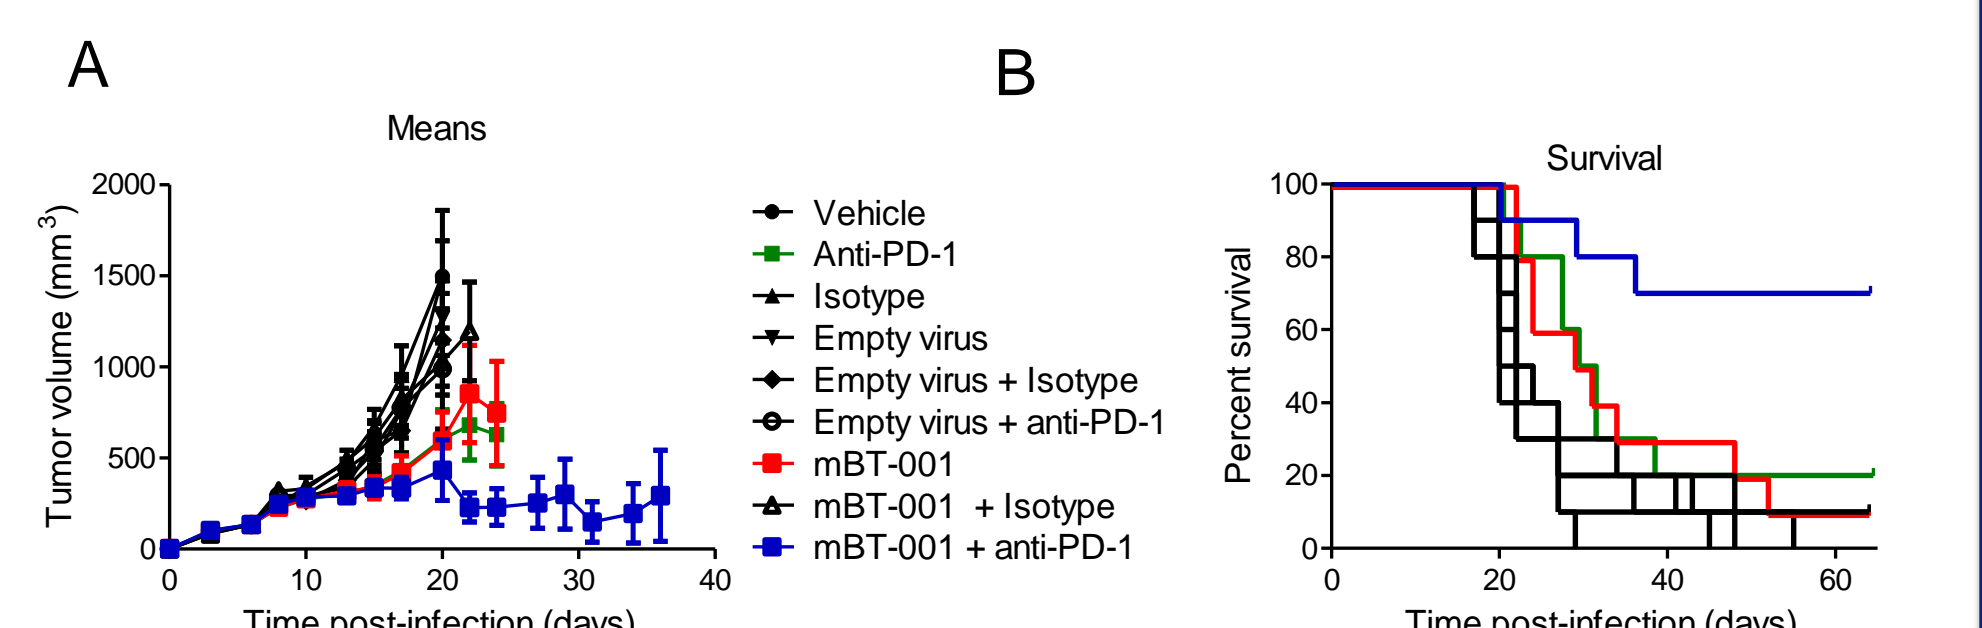 A
B
Means
Survival
Tumor volume (mm³)
2000
1500
1000
500
0
0 10 20 30 40
Time post-infection (days)
Vehicle
Anti-PD-1
Isotype
Empty virus
Empty virus + Isotype
Empty virus + anti-PD-1
mBT-001
mBT-001 + Isotype
mBT-001 + anti-PD-1
Percent survival
100
80
60
40
20
0
0 20 40 60
Time post-infection (days)